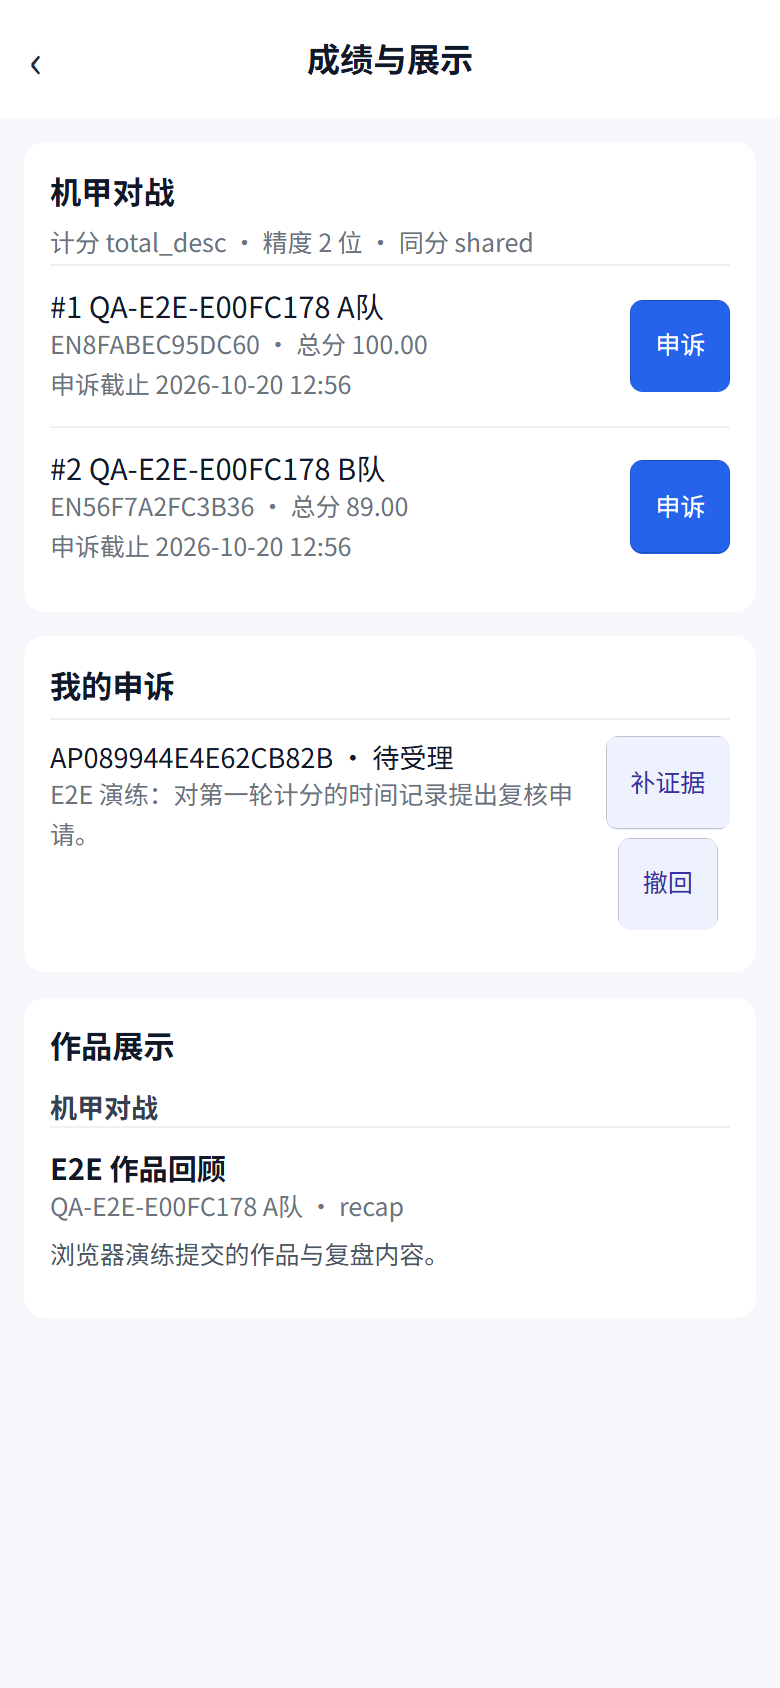 ‹
成绩与展示
机甲对战
计分 total_desc · 精度 2 位 · 同分 shared
#1 QA-E2E-E00FC178 A队
EN8FABEC95DC60 · 总分 100.00
申诉截止 2026-10-20 12:56
申诉
#2 QA-E2E-E00FC178 B队
EN56F7A2FC3B36 · 总分 89.00
申诉截止 2026-10-20 12:56
申诉
我的申诉
AP089944E4E62CB82B · 待受理
E2E 演练：对第一轮计分的时间记录提出复核申
请。
补证据
撤回
作品展示
机甲对战
E2E 作品回顾
QA-E2E-E00FC178 A队 · recap
浏览器演练提交的作品与复盘内容。